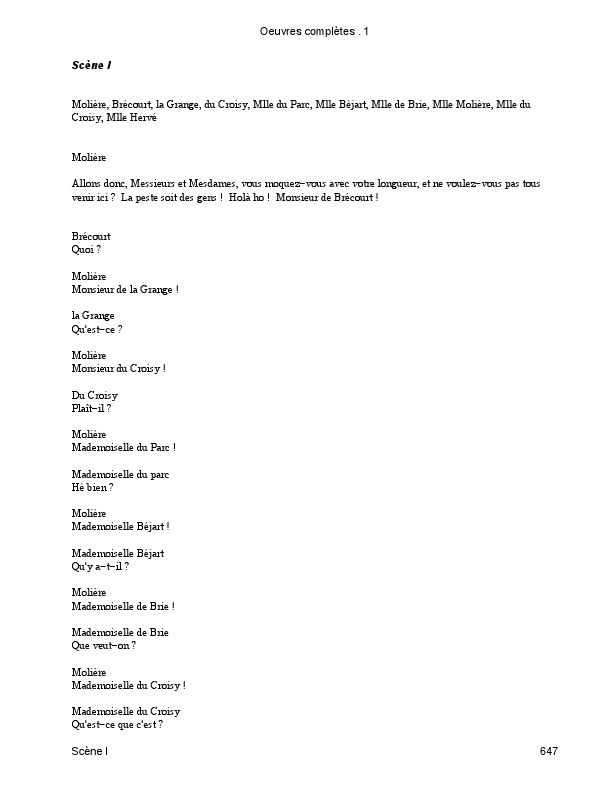 Oeuvres complètes . 1
Scène I
Molière, Brécourt, la Grange, du Croisy, Mlle du Parc, Mlle Béjart, Mlle de Brie, Mlle Molière, Mlle du
Croisy, Mlle Hervé
Molière
Allons donc, Messieurs et Mesdames, vous moquez-vous avec votre longueur, et ne voulez-vous pas tous
venir ici ? La peste soit des gens ! Holà ho ! Monsieur de Brécourt !
Brécourt
Quoi ?
Molière
Monsieur de la Grange !
la Grange
Qu'est-ce ?
Molière
Monsieur du Croisy !
Du Croisy
Plaît-il ?
Molière
Mademoiselle du Parc !
Mademoiselle du parc
Hé bien ?
Molière
Mademoiselle Béjart !
Mademoiselle Béjart
Qu'y a-t-il ?
Molière
Mademoiselle de Brie !
Mademoiselle de Brie
Que veut-on ?
Molière
Mademoiselle du Croisy !
Mademoiselle du Croisy
Qu'est-ce que c'est ?
Scène I 647